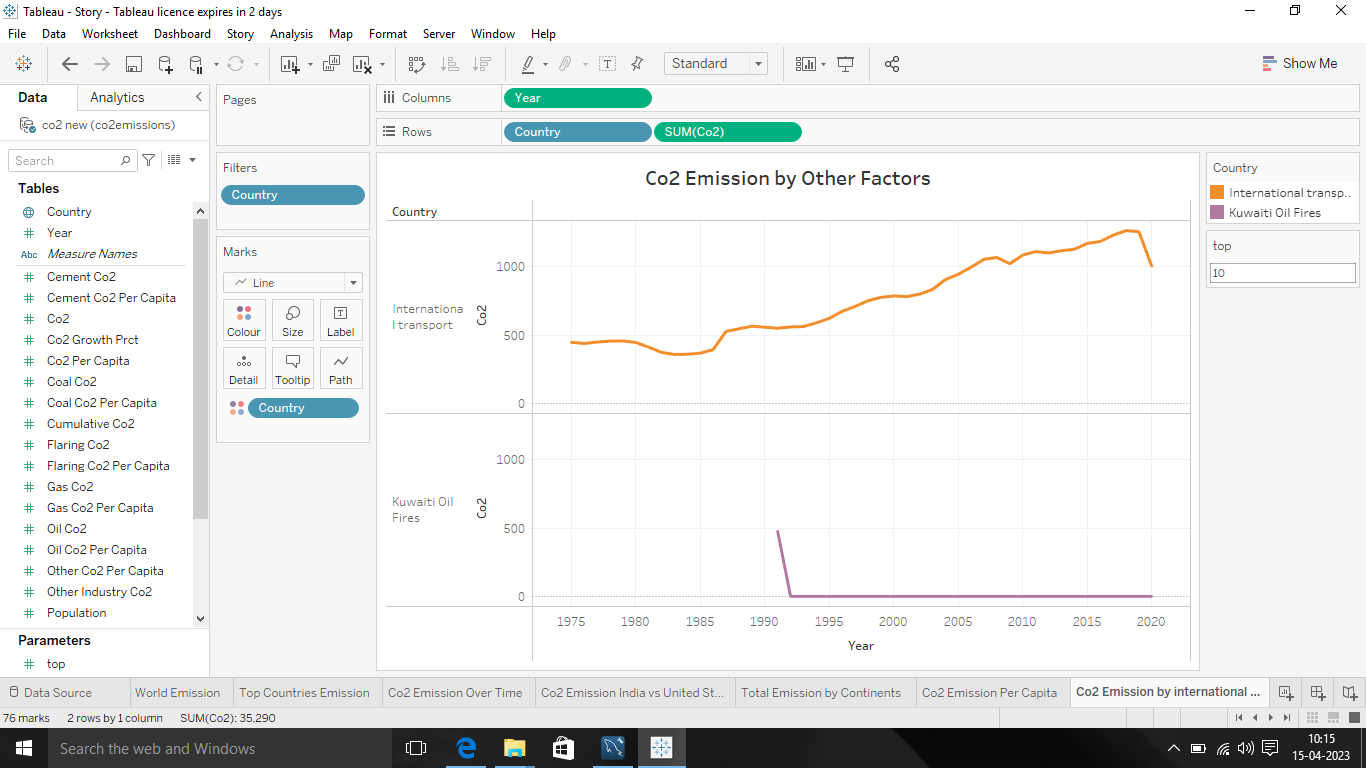 Tableau - Story - Tableau licence expires in 2 days
File Data Worksheet Dashboard Story Analysis Map Format Server Window Help
Standard
Show Me
Data Analytics
co2 new (co2emissions)
Search
Tables
Country
Year
Abc Measure Names
Cement Co2
Cement Co2 Per Capita
Co2
Co2 Growth Prct
Co2 Per Capita
Coal Co2
Coal Co2 Per Capita
Cumulative Co2
Flaring Co2
Flaring Co2 Per Capita
Gas Co2
Gas Co2 Per Capita
Oil Co2
Oil Co2 Per Capita
Other Co2 Per Capita
Other Industry Co2
Population
Parameters
top
Pages
Filters
Country
Marks
Line
Colour Size Label
Detail Tooltip Path
Country
Columns Year
Rows Country SUM(Co2)
Co2 Emission by Other Factors
Country
Internationa
l transport
Co2
1000
500
0
Kuwaiti Oil
Fires
Co2
1000
500
0
1975 1980 1985 1990 1995 2000 2005 2010 2015 2020
Year
Country
International transp..
Kuwaiti Oil Fires
top
10
Data Source World Emission Top Countries Emission Co2 Emission Over Time Co2 Emission India vs United St... Total Emission by Continents Co2 Emission Per Capita Co2 Emission by international ...
76 marks 2 rows by 1 column SUM(Co2): 35,290
Search the web and Windows
10:15
15-04-2023